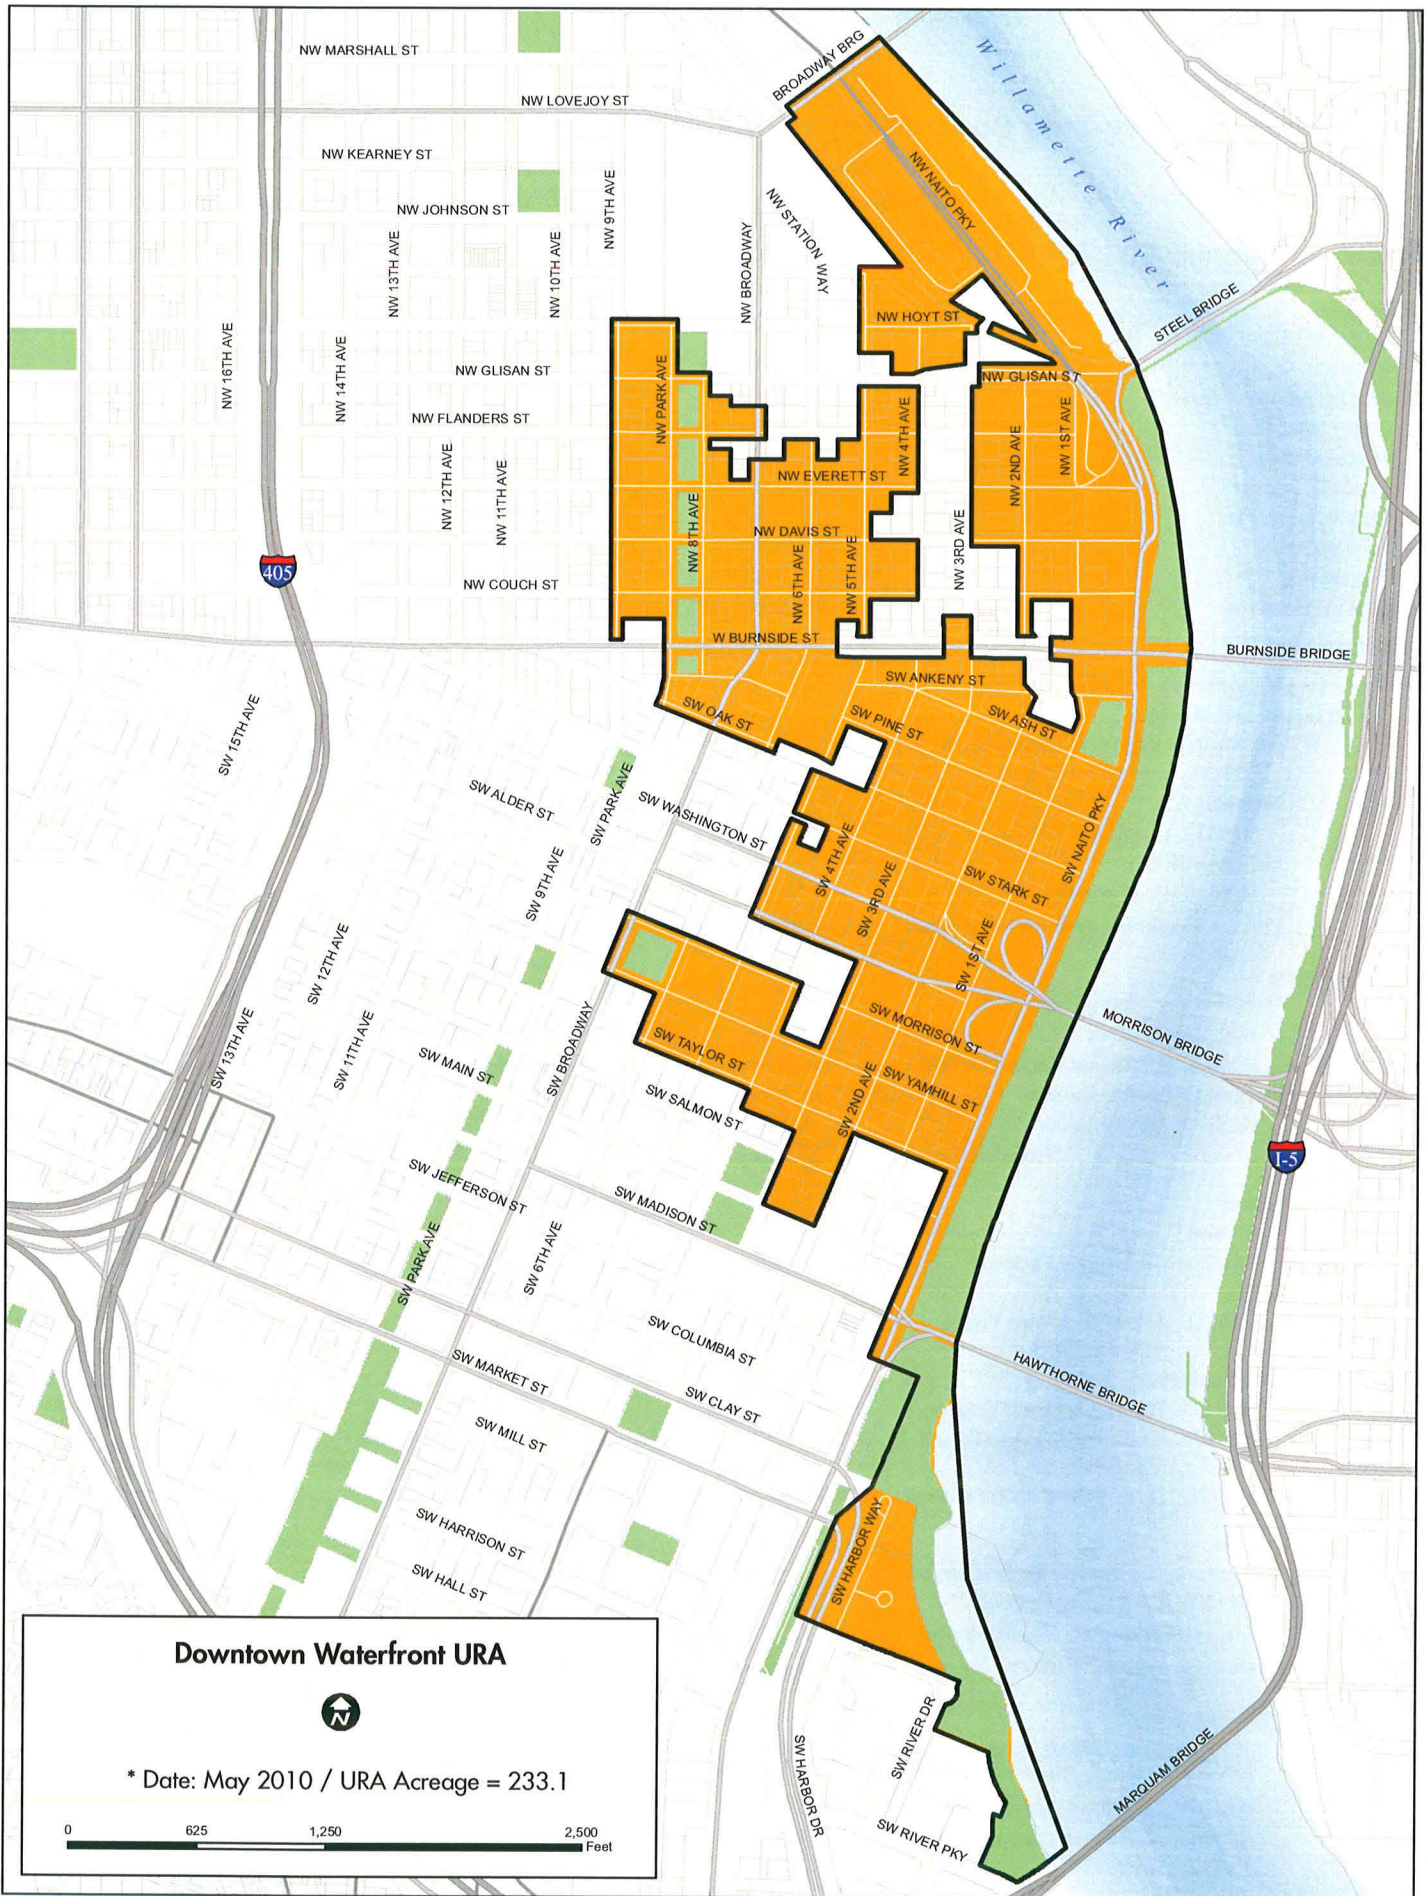 NW MARSHALL ST
BROADWAY BRG
Willamette River
NW LOVEJOY ST
NW KEARNEY ST
NW NAITO PKY
NW 9TH AVE
NW JOHNSON ST
NW STATION WAY
NW 13TH AVE
NW 10TH AVE
NW BROADWAY
STEEL BRIDGE
NW HOYT ST
NW 16TH AVE
NW 14TH AVE
NW GLISAN ST
NW PARK AVE
NW GLISAN ST
NW FLANDERS ST
NW 4TH AVE
NW 1ST AVE
NW 2ND AVE
NW 12TH AVE
NW 11TH AVE
NW EVERETT ST
NW 8TH AVE
NW DAVIS ST
NW 3RD AVE
405
NW COUCH ST
NW 6TH AVE
NW 5TH AVE
W BURNSIDE ST
BURNSIDE BRIDGE
SW ANKENY ST
SW 15TH AVE
SW OAK ST
SW PINE ST
SW ASH ST
SW ALDER ST
SW PARK AVE
SW WASHINGTON ST
SW NAITO PKY
SW 4TH AVE
SW 9TH AVE
SW 3RD AVE
SW STARK ST
SW 12TH AVE
SW 1ST AVE
SW 13TH AVE
SW 11TH AVE
SW BROADWAY
SW MORRISON ST
MORRISON BRIDGE
SW MAIN ST
SW TAYLOR ST
SW SALMON ST
SW 2ND AVE
SW YAMHILL ST
I-5
SW JEFFERSON ST
SW MADISON ST
SW PARK AVE
SW 6TH AVE
SW COLUMBIA ST
HAWTHORNE BRIDGE
SW MARKET ST
SW CLAY ST
SW MILL ST
SW HARRISON ST
SW HARBOR WAY
SW HALL ST
SW RIVER DR
SW HARBOR DR
MARQUAM BRIDGE
SW RIVER PKY
Downtown Waterfront URA
N
* Date: May 2010 / URA Acreage = 233.1
0 625 1,250 2,500
Feet